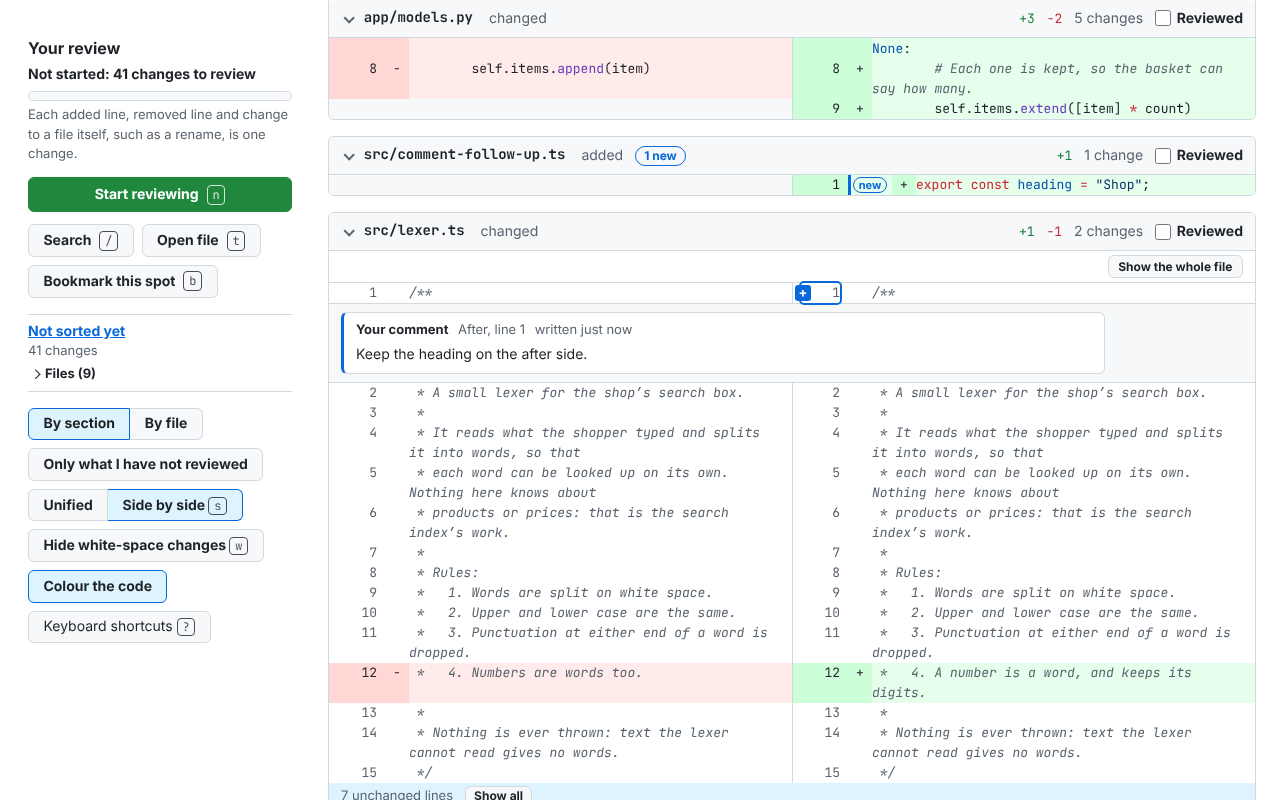 Your review
Not started: 41 changes to review
Each added line, removed line and change
to a file itself, such as a rename, is one
change.
Start reviewing n
Search /
Open file t
Bookmark this spot b
Not sorted yet
41 changes
Files (9)
By section
By file
Only what I have not reviewed
Unified
Side by side s
Hide white-space changes w
Colour the code
Keyboard shortcuts ?
app/models.py changed +3 -2 5 changes Reviewed
None:
8 - self.items.append(item)
8 + # Each one is kept, so the basket can
say how many.
9 + self.items.extend([item] * count)
src/comment-follow-up.ts added 1 new +1 1 change Reviewed
1 new + export const heading = "Shop";
src/lexer.ts changed +1 -1 2 changes Reviewed
Show the whole file
1 /**
+ 1 /**
Your comment After, line 1 written just now
Keep the heading on the after side.
2 * A small lexer for the shop’s search box.
3 *
4 * It reads what the shopper typed and splits
it into words, so that
5 * each word can be looked up on its own.
Nothing here knows about
6 * products or prices: that is the search
index’s work.
7 *
8 * Rules:
9 * 1. Words are split on white space.
10 * 2. Upper and lower case are the same.
11 * 3. Punctuation at either end of a word is
dropped.
12 - * 4. Numbers are words too.
13 *
14 * Nothing is ever thrown: text the lexer
cannot read gives no words.
15 */
2 * A small lexer for the shop’s search box.
3 *
4 * It reads what the shopper typed and splits
it into words, so that
5 * each word can be looked up on its own.
Nothing here knows about
6 * products or prices: that is the search
index’s work.
7 *
8 * Rules:
9 * 1. Words are split on white space.
10 * 2. Upper and lower case are the same.
11 * 3. Punctuation at either end of a word is
dropped.
12 + * 4. A number is a word, and keeps its
digits.
13 *
14 * Nothing is ever thrown: text the lexer
cannot read gives no words.
15 */
7 unchanged lines Show all